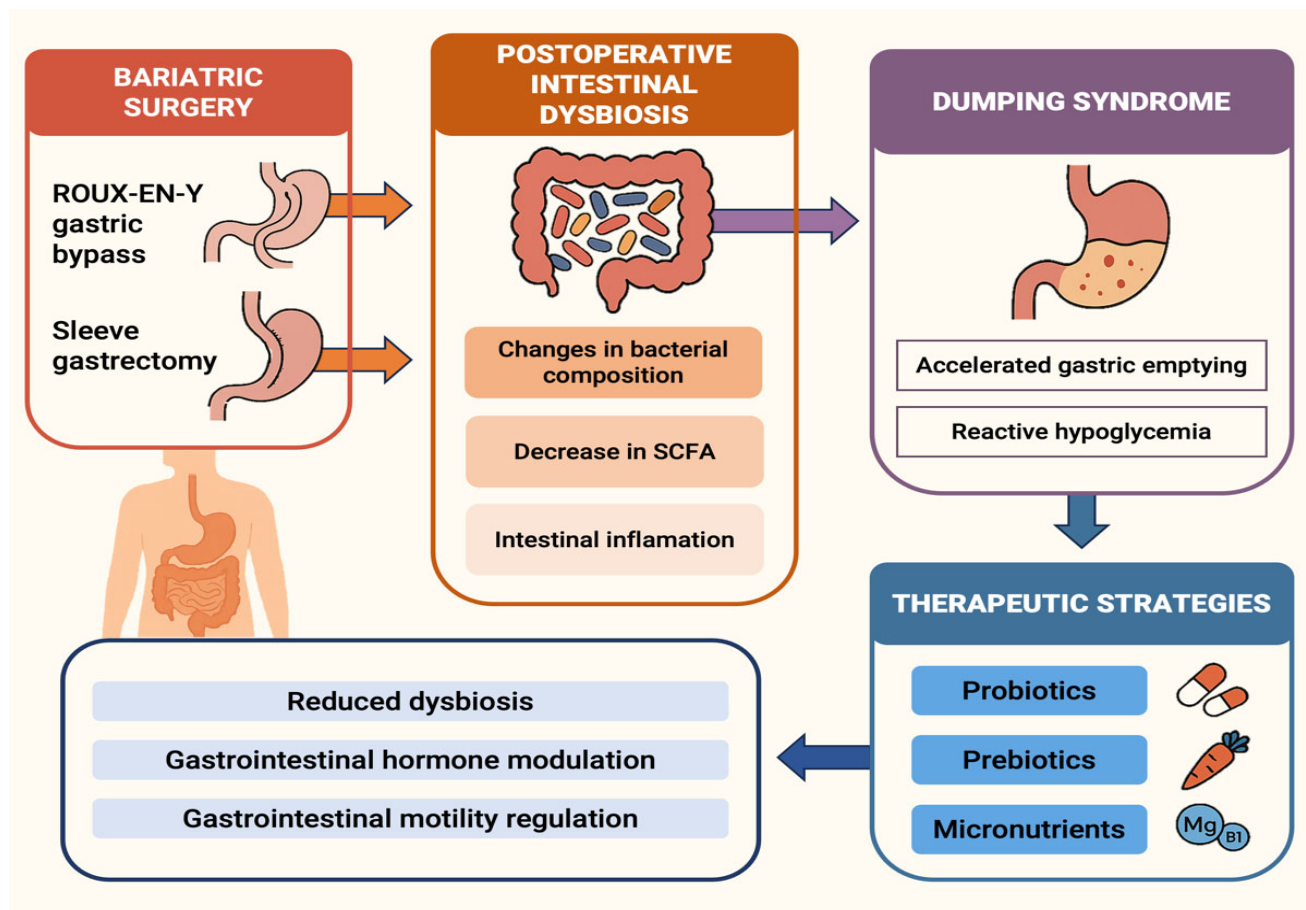 BARIATRIC
SURGERY
ROUX-EN-Y
gastric
bypass
Sleeve
gastrectomy
POSTOPERATIVE
INTESTINAL
DYSBIOSIS
Changes in bacterial
composition
Decrease in SCFA
Intestinal inflamation
DUMPING SYNDROME
Accelerated gastric emptying
Reactive hypoglycemia
THERAPEUTIC STRATEGIES
Probiotics
Prebiotics
Micronutrients
Mg
B1
Reduced dysbiosis
Gastrointestinal hormone modulation
Gastrointestinal motility regulation